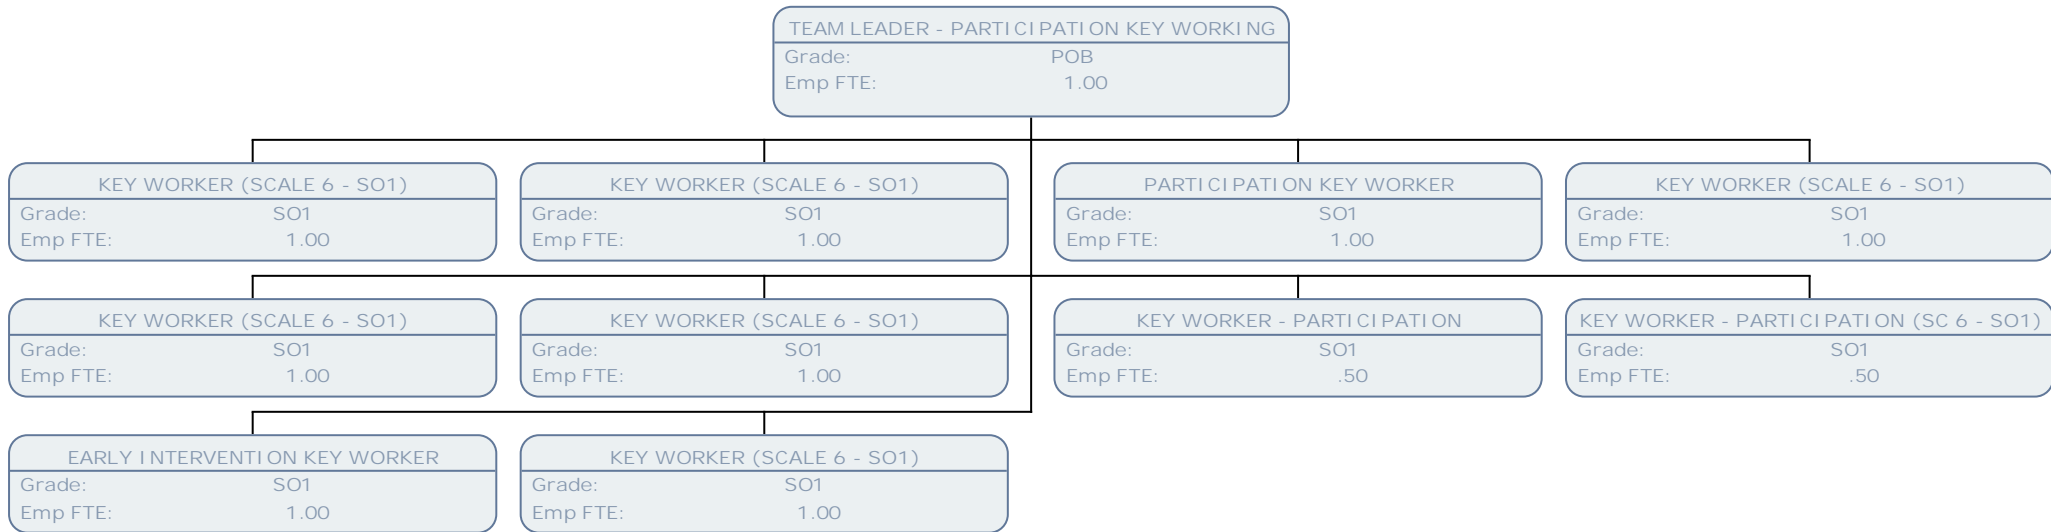 TEAM LEADER - PARTICIPATION KEY WORKING
Grade: POB
Emp FTE: 1.00
KEY WORKER (SCALE 6 - SO1)
Grade: SO1
Emp FTE: 1.00
KEY WORKER (SCALE 6 - SO1)
Grade: SO1
Emp FTE: 1.00
PARTICIPATION KEY WORKER
Grade: SO1
Emp FTE: 1.00
KEY WORKER (SCALE 6 - SO1)
Grade: SO1
Emp FTE: 1.00
KEY WORKER (SCALE 6 - SO1)
Grade: SO1
Emp FTE: 1.00
KEY WORKER (SCALE 6 - SO1)
Grade: SO1
Emp FTE: 1.00
KEY WORKER - PARTICIPATION
Grade: SO1
Emp FTE: .50
KEY WORKER - PARTICIPATION (SC 6 - SO1)
Grade: SO1
Emp FTE: .50
EARLY INTERVENTION KEY WORKER
Grade: SO1
Emp FTE: 1.00
KEY WORKER (SCALE 6 - SO1)
Grade: SO1
Emp FTE: 1.00